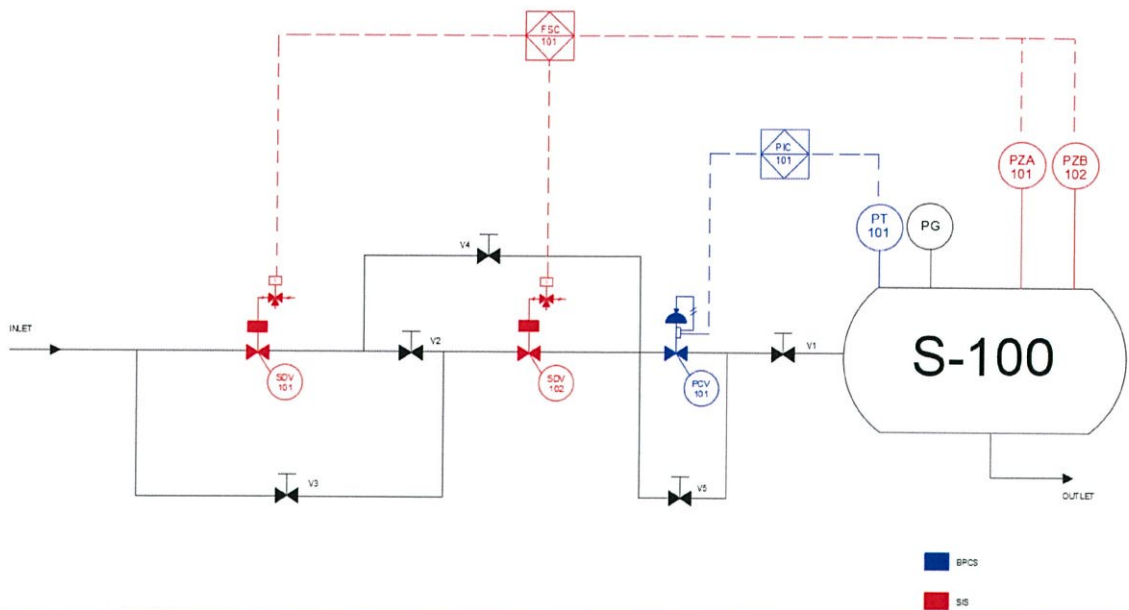 FSC
101
PIC
101
PZA
101
PZB
102
PT
101
PG
V4
INLET
V2
V1
S-100
SDV
101
SDV
102
PCV
101
V3
V5
OUTLET
BPCS
SIS